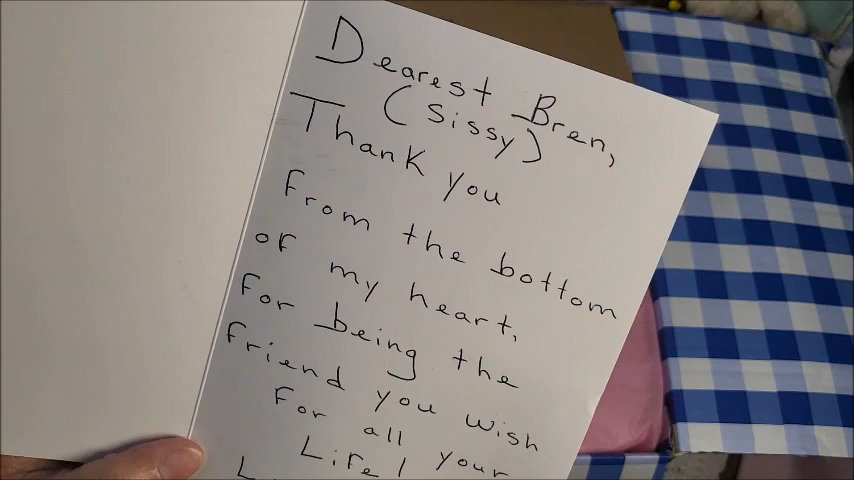 Dearest Bren,
(Sissy)
Thank you
From the bottom
of my heart,
For being the
Friend you wish
For all your
Life!